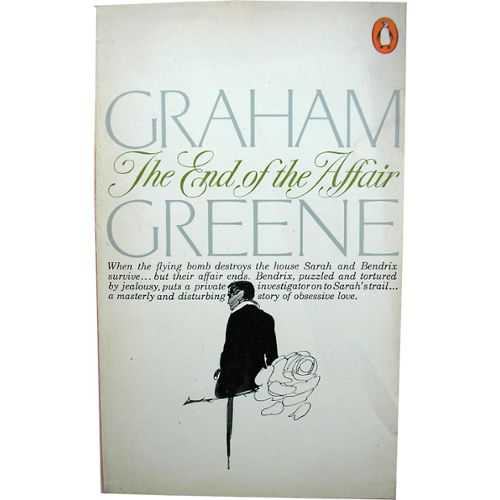 GRAHAM
The End of the Affair
GREENE
When the flying bomb destroys the house Sarah and Bendrix
survive... but their affair ends. Bendrix, puzzled and tortured
by jealousy, puts a private investigator on to Sarah's trail...
a masterly and disturbing story of obsessive love.